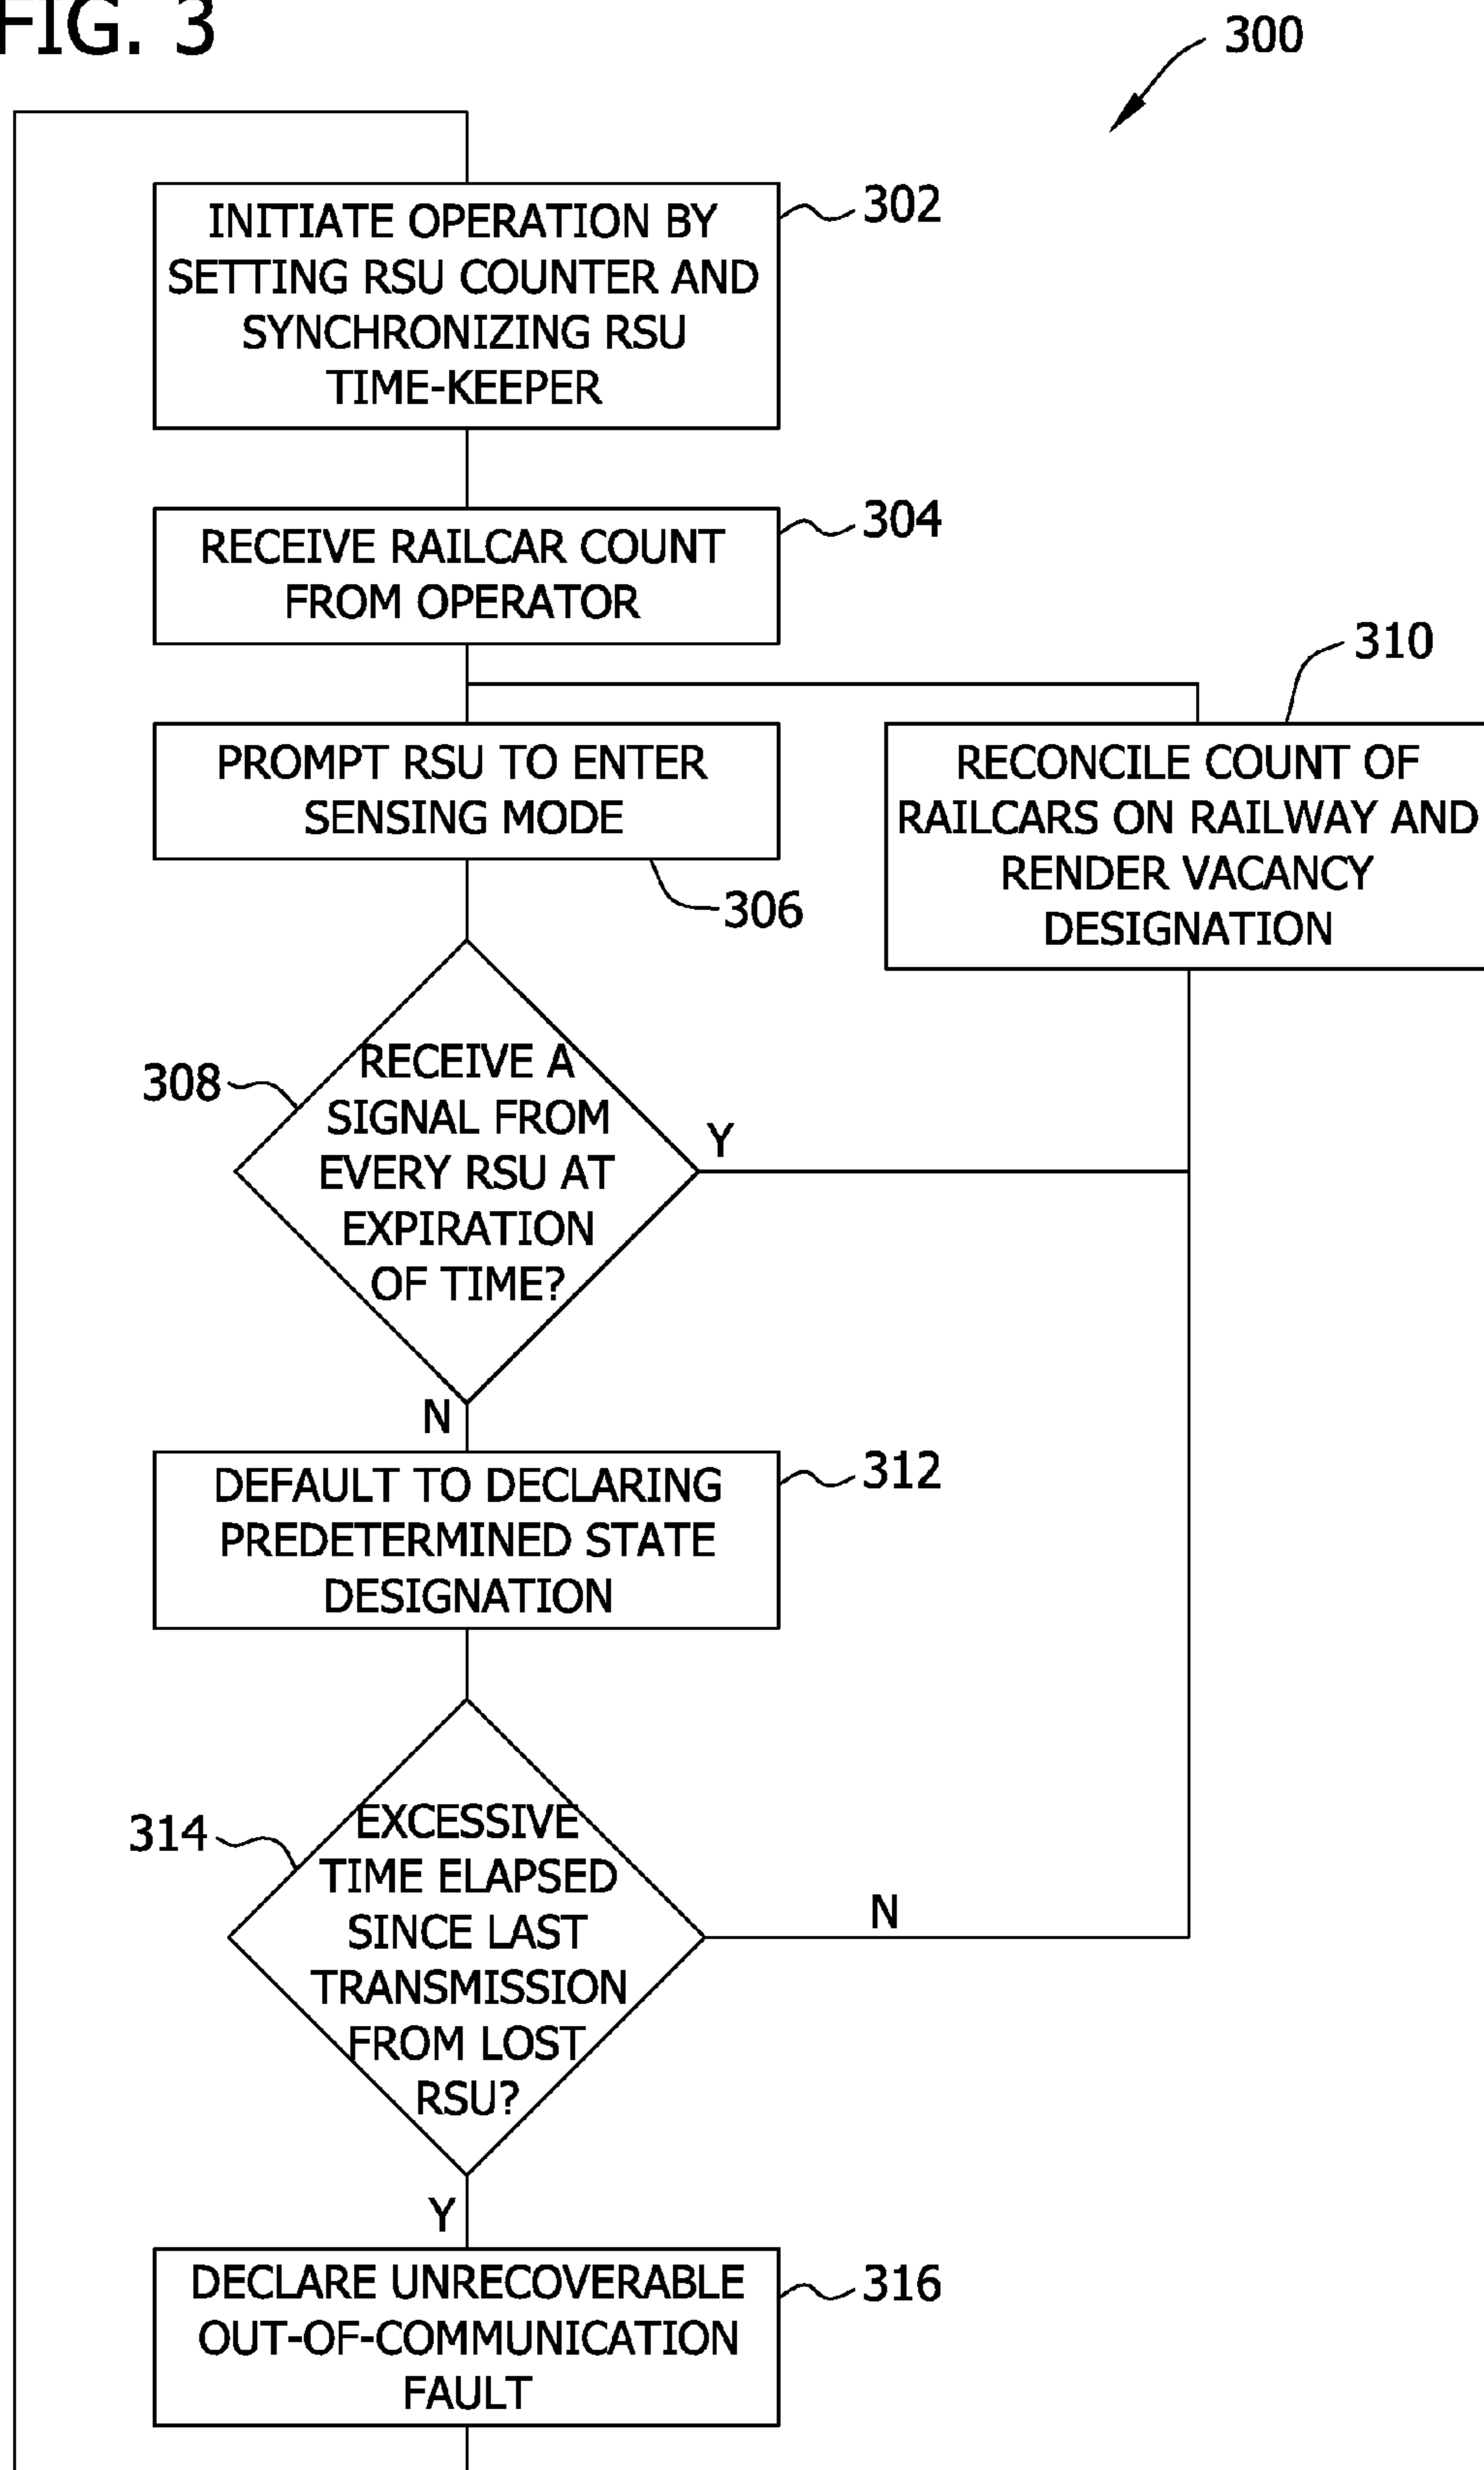 FIG. 3
300
INITIATE OPERATION BY
SETTING RSU COUNTER AND
SYNCHRONIZING RSU
TIME-KEEPER
302
RECEIVE RAILCAR COUNT
FROM OPERATOR
304
PROMPT RSU TO ENTER
SENSING MODE
306
310
RECONCILE COUNT OF
RAILCARS ON RAILWAY AND
RENDER VACANCY
DESIGNATION
308
RECEIVE A
SIGNAL FROM
EVERY RSU AT
EXPIRATION
OF TIME?
Y
N
DEFAULT TO DECLARING
PREDETERMINED STATE
DESIGNATION
312
314
EXCESSIVE
TIME ELAPSED
SINCE LAST
TRANSMISSION
FROM LOST
RSU?
N
Y
DECLARE UNRECOVERABLE
OUT-OF-COMMUNICATION
FAULT
316